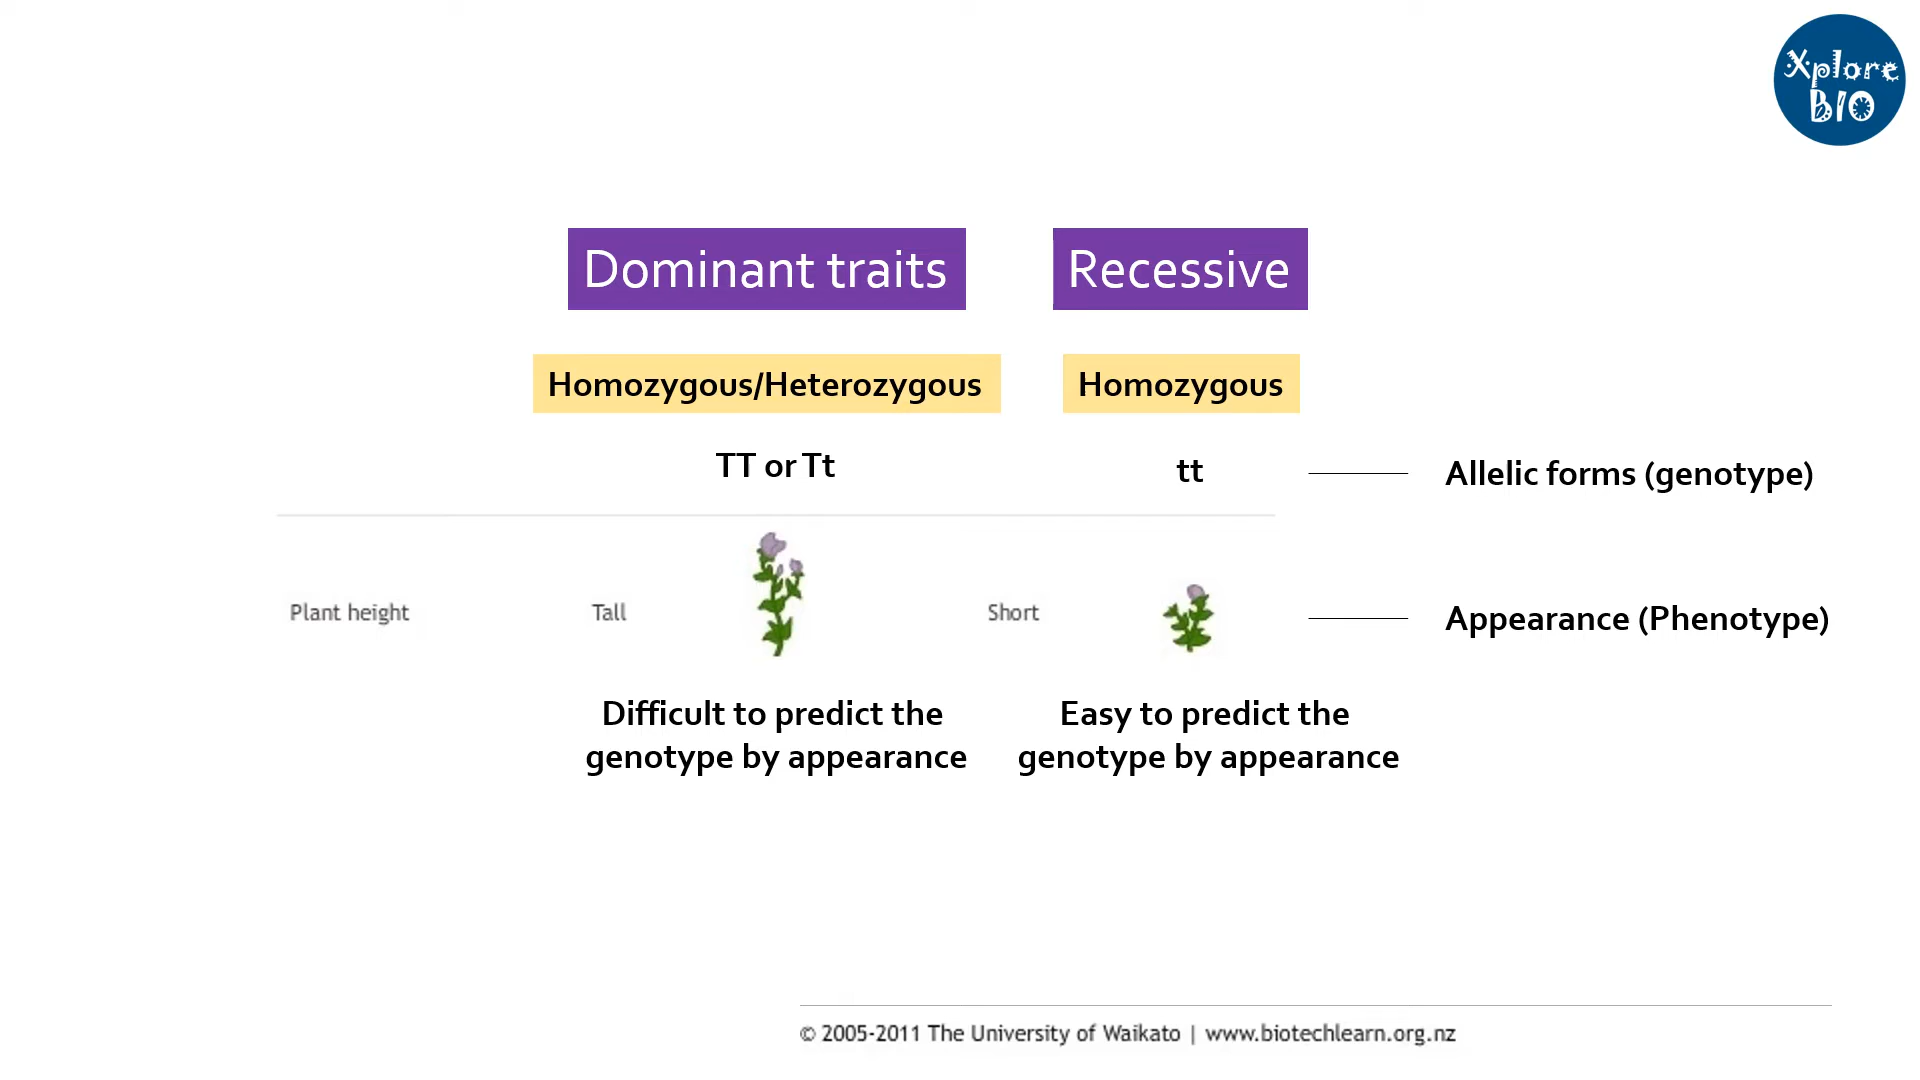 Xplore
BIO
Dominant traits
Recessive
Homozygous/Heterozygous
Homozygous
TT or Tt
tt
Allelic forms (genotype)
Plant height
Tall
Short
Appearance (Phenotype)
Difficult to predict the
genotype by appearance
Easy to predict the
genotype by appearance
© 2005-2011 The University of Waikato | www.biotechlearn.org.nz